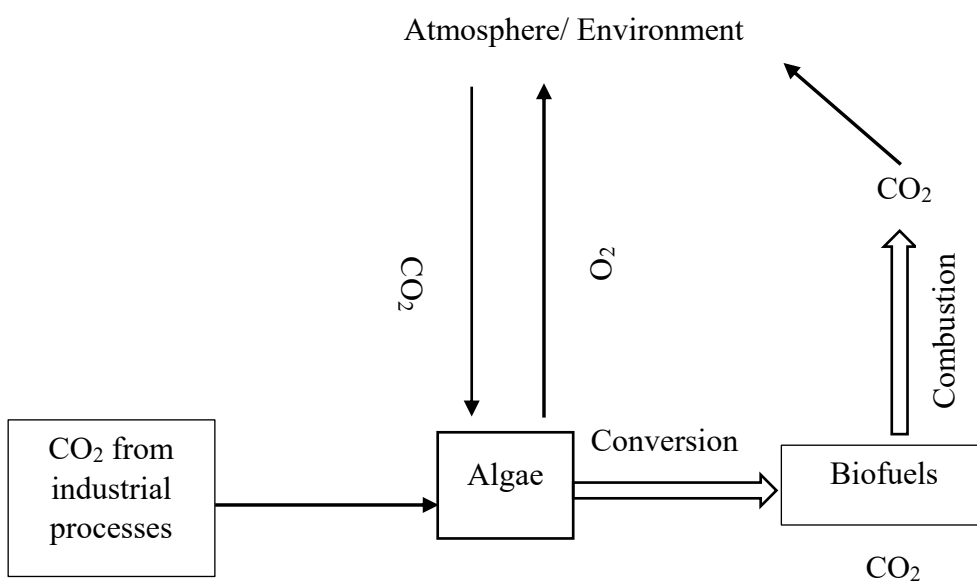 Atmosphere/ Environment
CO₂
CO₂
O₂
Combustion
CO₂ from
industrial
processes
Algae
Conversion
Biofuels
CO₂